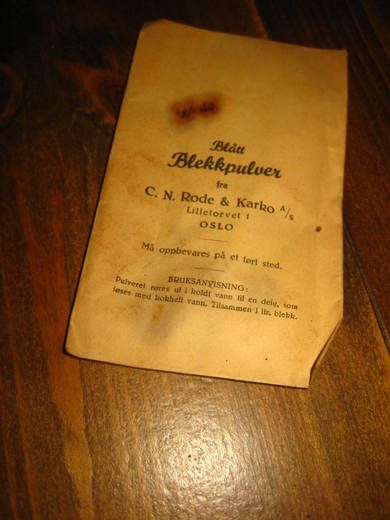 Blått
Blekkpulver
fra
C. N. Rode & Karko A/s
Lilletorvet 1
OSLO
Må oppbevares på et tørt sted.
BRUKSANVISNING:
Pulveret røres ut i koldt vann til en deig, som
løses med kokhett vann. Tilsammen 1 ltr. blekk.